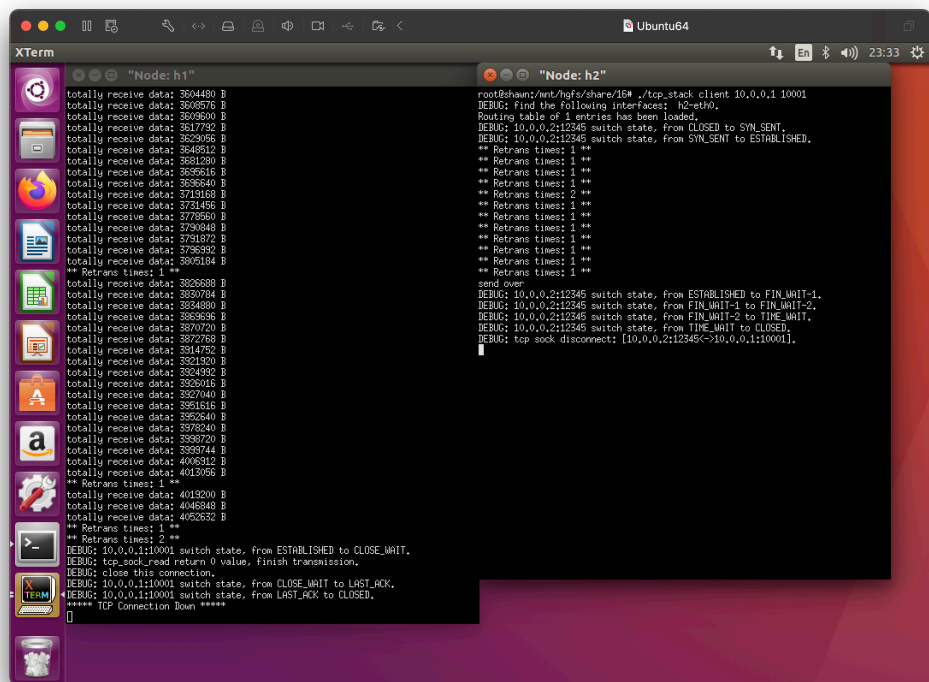 Ubuntu64
XTerm
En
23:33
"Node: h1"
totally receive data: 3604480 B
totally receive data: 3608576 B
totally receive data: 3609600 B
totally receive data: 3617792 B
totally receive data: 3629056 B
totally receive data: 3648512 B
totally receive data: 3681280 B
totally receive data: 3695616 B
totally receive data: 3696640 B
totally receive data: 3719168 B
totally receive data: 3731456 B
totally receive data: 3778560 B
totally receive data: 3790848 B
totally receive data: 3791872 B
totally receive data: 3796992 B
totally receive data: 3805184 B
** Retrans times: 1 **
totally receive data: 3826688 B
totally receive data: 3830784 B
totally receive data: 3834880 B
totally receive data: 3869696 B
totally receive data: 3870720 B
totally receive data: 3872768 B
totally receive data: 3914752 B
totally receive data: 3921920 B
totally receive data: 3924992 B
totally receive data: 3926016 B
totally receive data: 3927040 B
totally receive data: 3951616 B
totally receive data: 3952640 B
totally receive data: 3978240 B
totally receive data: 3998720 B
totally receive data: 3999744 B
totally receive data: 4006912 B
totally receive data: 4013056 B
** Retrans times: 1 **
totally receive data: 4019200 B
totally receive data: 4046848 B
totally receive data: 4052632 B
** Retrans times: 1 **
** Retrans times: 2 **
DEBUG: 10.0.0.1:10001 switch state, from ESTABLISHED to CLOSE_WAIT.
DEBUG: tcp_sock_read return 0 value, finish transmission.
DEBUG: close this connection.
DEBUG: 10.0.0.1:10001 switch state, from CLOSE_WAIT to LAST_ACK.
DEBUG: 10.0.0.1:10001 switch state, from LAST_ACK to CLOSED.
***** TCP Connection Down *****
"Node: h2"
root@shawn:/mnt/hgfs/share/16# ./tcp_stack client 10.0.0.1 10001
DEBUG: find the following interfaces:  h2-eth0.
Routing table of 1 entries has been loaded.
DEBUG: 10.0.0.2:12345 switch state, from CLOSED to SYN_SENT.
DEBUG: 10.0.0.2:12345 switch state, from SYN_SENT to ESTABLISHED.
** Retrans times: 1 **
** Retrans times: 1 **
** Retrans times: 1 **
** Retrans times: 1 **
** Retrans times: 2 **
** Retrans times: 1 **
** Retrans times: 1 **
** Retrans times: 1 **
** Retrans times: 1 **
** Retrans times: 1 **
** Retrans times: 1 **
** Retrans times: 1 **
send over
DEBUG: 10.0.0.2:12345 switch state, from ESTABLISHED to FIN_WAIT-1.
DEBUG: 10.0.0.2:12345 switch state, from FIN_WAIT-1 to FIN_WAIT-2.
DEBUG: 10.0.0.2:12345 switch state, from FIN_WAIT-2 to TIME_WAIT.
DEBUG: 10.0.0.2:12345 switch state, from TIME_WAIT to CLOSED.
DEBUG: tcp sock disconnect: [10.0.0.2:12345<->10.0.0.1:10001].
a
>_
X
TERM